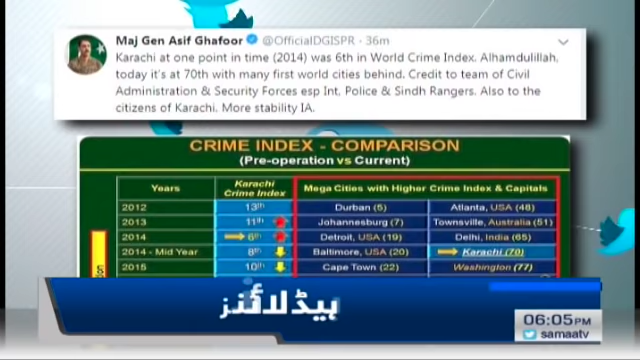 Maj Gen Asif Ghafoor @OfficialDGISPR · 36m
Karachi at one point in time (2014) was 6th in World Crime Index. Alhamdulillah,
today it's at 70th with many first world cities behind. Credit to team of Civil
Administration & Security Forces esp Int, Police & Sindh Rangers. Also to the
citizens of Karachi. More stability IA.
CRIME INDEX - COMPARISON
(Pre-operation vs Current)
Years Karachi Crime Index Mega Cities with Higher Crime Index & Capitals
2012 13th Durban (5) Atlanta, USA (48)
2013 11th Johannesburg (7) Townsville, Australia (51)
2014 6th Detroit, USA (19) Delhi, India (65)
2014 - Mid Year 8th Baltimore, USA (20) Karachi (70)
2015 10th Cape Town (22) Washington (77)
ہیڈلائنز
06:05PM
samaatv